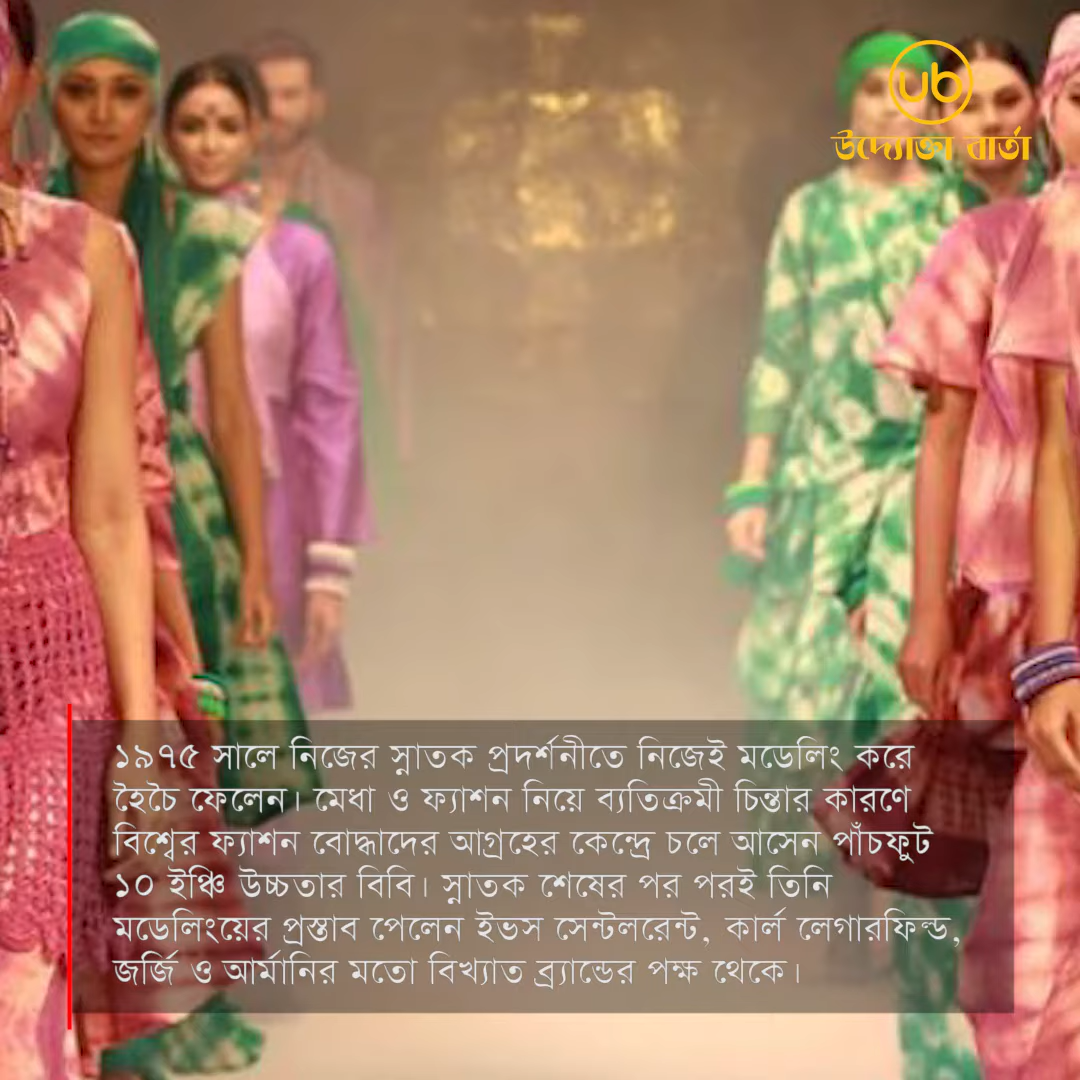 ub
উদ্যোক্তা বার্তা
১৯৭৫ সালে নিজের স্নাতক প্রদর্শনীতে নিজেই মডেলিং করে
হৈচৈ ফেলেন। মেধা ও ফ্যাশন নিয়ে ব্যতিক্রমী চিন্তার কারণে
বিশ্বের ফ্যাশন বোদ্ধাদের আগ্রহের কেন্দ্রে চলে আসেন পাঁচফুট
১০ ইঞ্চি উচ্চতার বিবি। স্নাতক শেষের পর পরই তিনি
মডেলিংয়ের প্রস্তাব পেলেন ইভস সেন্টলরেন্ট, কার্ল লেগারফিল্ড,
জর্জি ও আর্মানির মতো বিখ্যাত ব্র্যান্ডের পক্ষ থেকে।